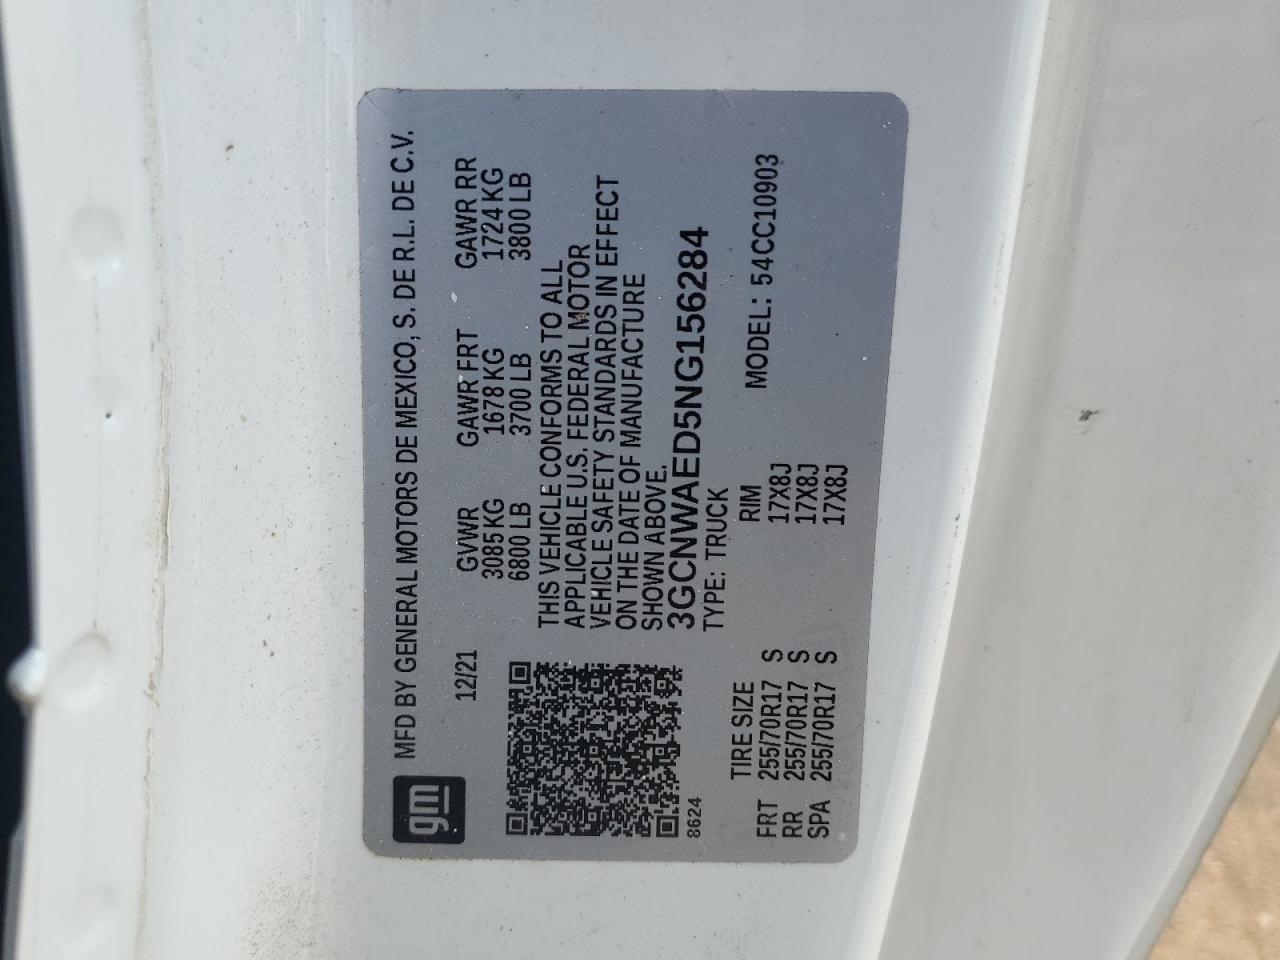 gm MFD BY GENERAL MOTORS DE MEXICO, S. DE R.L. DE C.V.
12/21 GVWR GAWR FRT GAWR RR
3085 KG 1678 KG 1724 KG
6800 LB 3700 LB 3800 LB
THIS VEHICLE CONFORMS TO ALL
APPLICABLE U.S. FEDERAL MOTOR
VEHICLE SAFETY STANDARDS IN EFFECT
ON THE DATE OF MANUFACTURE
SHOWN ABOVE.
3GCNWAED5NG156284
8624 TYPE: TRUCK
TIRE SIZE RIM MODEL: 54CC10903
FRT 255/70R17 S 17X8J
RR 255/70R17 S 17X8J
SPA 255/70R17 S 17X8J